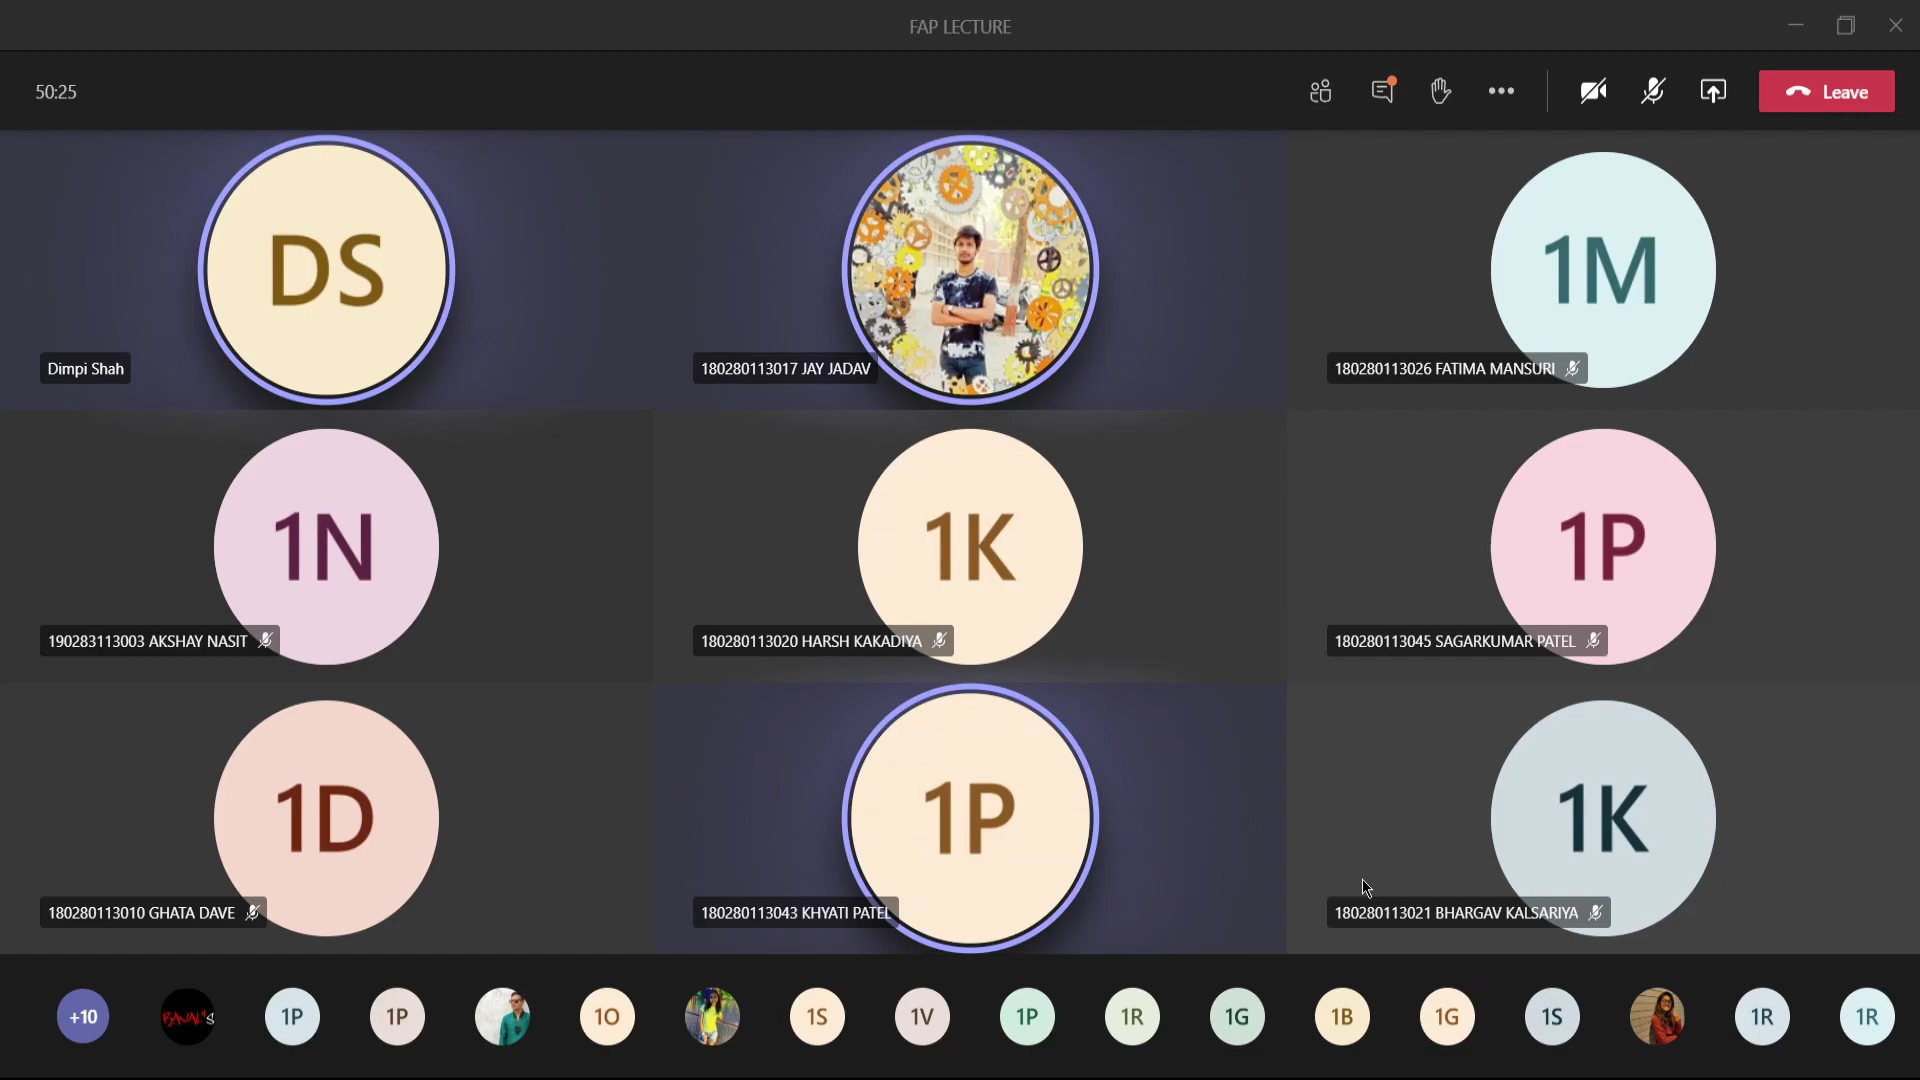 FAP LECTURE
50:25
Leave
DS
Dimpi Shah
180280113017 JAY JADAV
1M
180280113026 FATIMA MANSURI
1N
190283113003 AKSHAY NASIT
1K
180280113020 HARSH KAKADIYA
1P
180280113045 SAGARKUMAR PATEL
1D
180280113010 GHATA DAVE
1P
180280113043 KHYATI PATEL
1K
180280113021 BHARGAV KALSARIYA
+10
1P
1P
1O
1S
1V
1P
1R
1G
1B
1G
1S
1R
1R